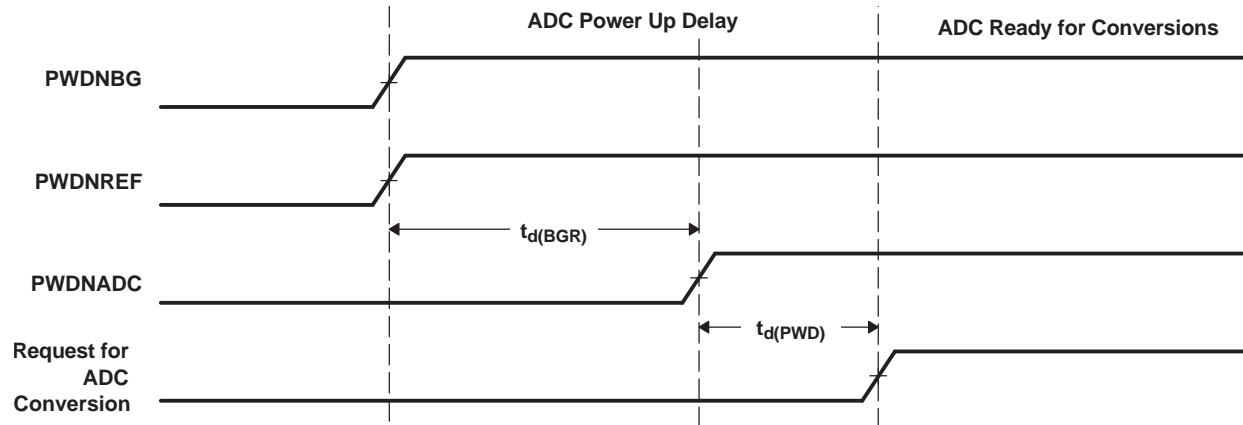 ADC Power Up Delay
ADC Ready for Conversions
PWDNBG
PWDNREF
td(BGR)
PWDNADC
td(PWD)
Request for
ADC
Conversion